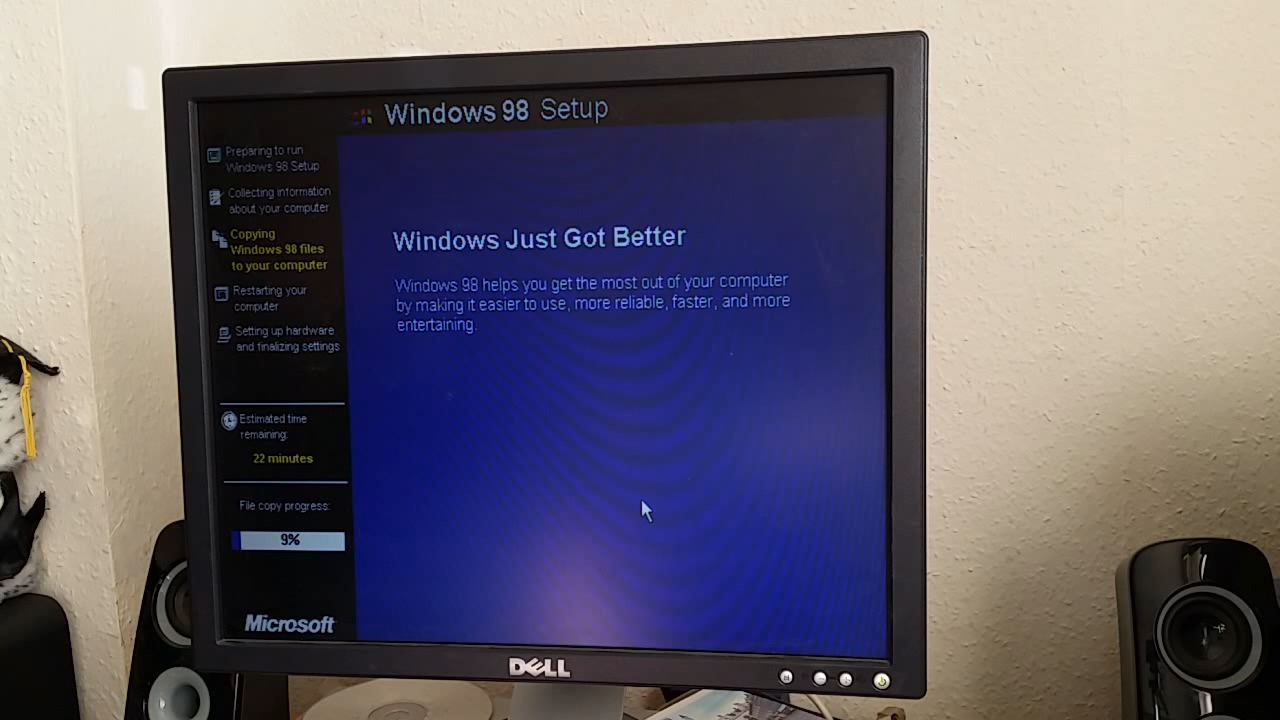 Windows 98 Setup
Preparing to run
Windows 98 Setup
Collecting information
about your computer
Copying
Windows 98 files
to your computer
Restarting your
computer
Setting up hardware
and finalizing settings
Estimated time
remaining:
22 minutes
File copy progress:
9%
Microsoft
Windows Just Got Better
Windows 98 helps you get the most out of your computer
by making it easier to use, more reliable, faster, and more
entertaining.
DELL